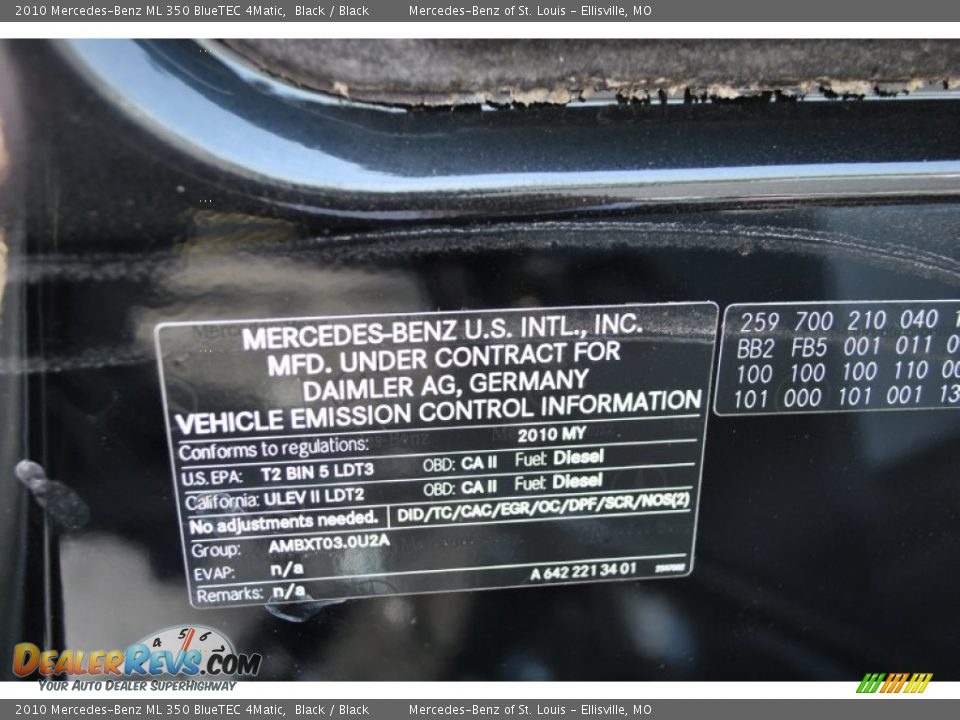 2010 Mercedes-Benz ML 350 BlueTEC 4Matic, Black / Black Mercedes-Benz of St. Louis - Ellisville, MO
MERCEDES-BENZ U.S. INTL., INC.
MFD. UNDER CONTRACT FOR
DAIMLER AG, GERMANY
VEHICLE EMISSION CONTROL INFORMATION
Conforms to regulations: 2010 MY
U.S. EPA: T2 BIN 5 LDT3 OBD: CA II Fuel: Diesel
California: ULEV II LDT2 OBD: CA II Fuel: Diesel
No adjustments needed. DID/TC/CAC/EGR/OC/DPF/SCR/NOS(2)
Group: AMBXT03.0U2A
EVAP: n/a
Remarks: n/a A 642 221 34 01
259 700 210 040
BB2 FB5 001 011
100 100 100 110
101 000 101 001 13
4 5 6
DEALERREVS.COM
YOUR AUTO DEALER SUPERHIGHWAY
2010 Mercedes-Benz ML 350 BlueTEC 4Matic, Black / Black Mercedes-Benz of St. Louis - Ellisville, MO